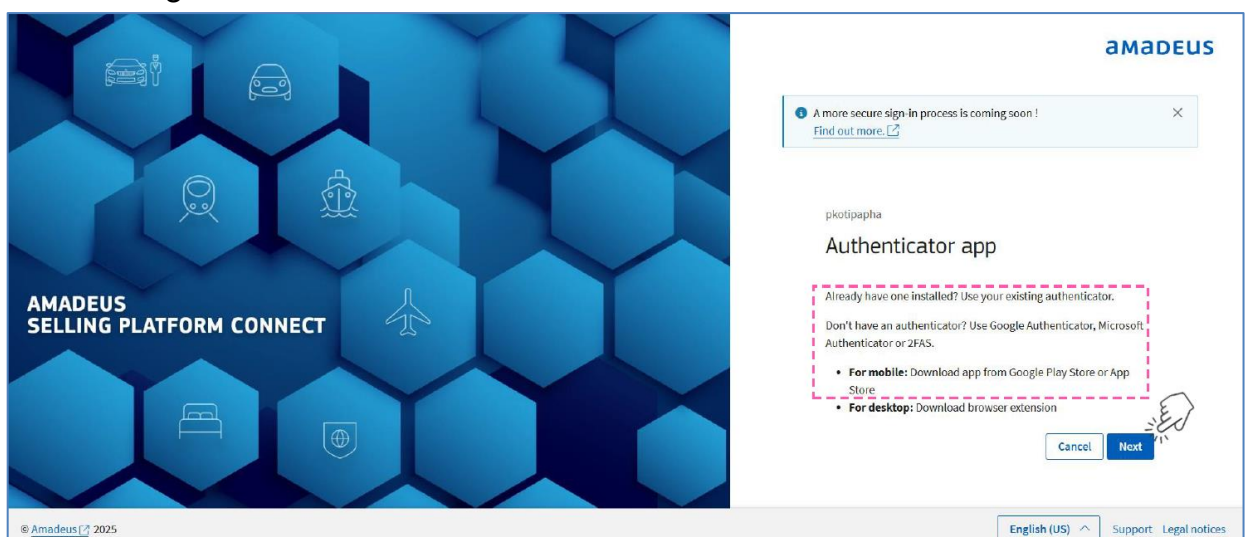 AMADEUS
SELLING PLATFORM CONNECT
amadeus
A more secure sign-in process is coming soon !
Find out more.
pkotipapha
Authenticator app
Already have one installed? Use your existing authenticator.
Don't have an authenticator? Use Google Authenticator, Microsoft
Authenticator or 2FAS.
• For mobile: Download app from Google Play Store or App
Store
• For desktop: Download browser extension
Cancel Next
© Amadeus 2025
English (US) Support Legal notices